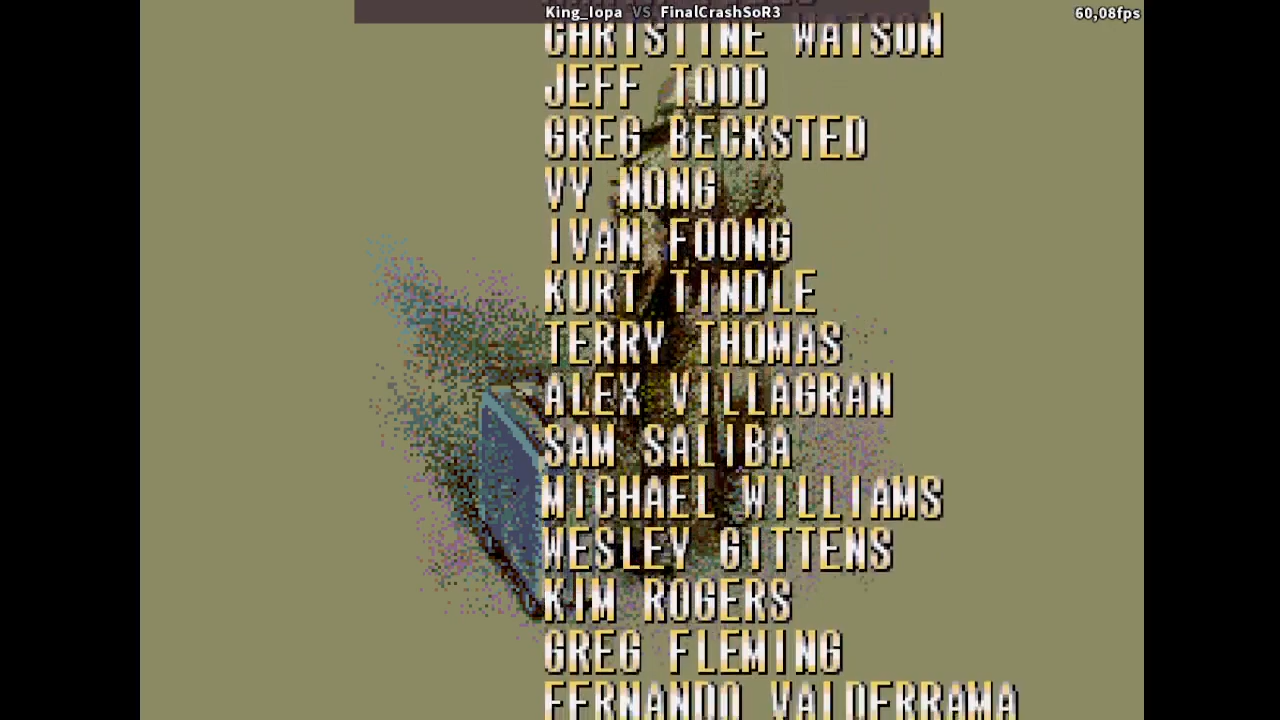 King_Iopa VS FinalCrashSoR3
60,08fps
CHRISTINE WATSON
JEFF TODD
GREG BECKSTED
VY NONG
IVAN FOONG
KURT TINDLE
TERRY THOMAS
ALEX VILLAGRAN
SAM SALIBA
MICHAEL WILLIAMS
WESLEY GITTENS
KIM ROGERS
GREG FLEMING
FERNANDO VALDERRAMA